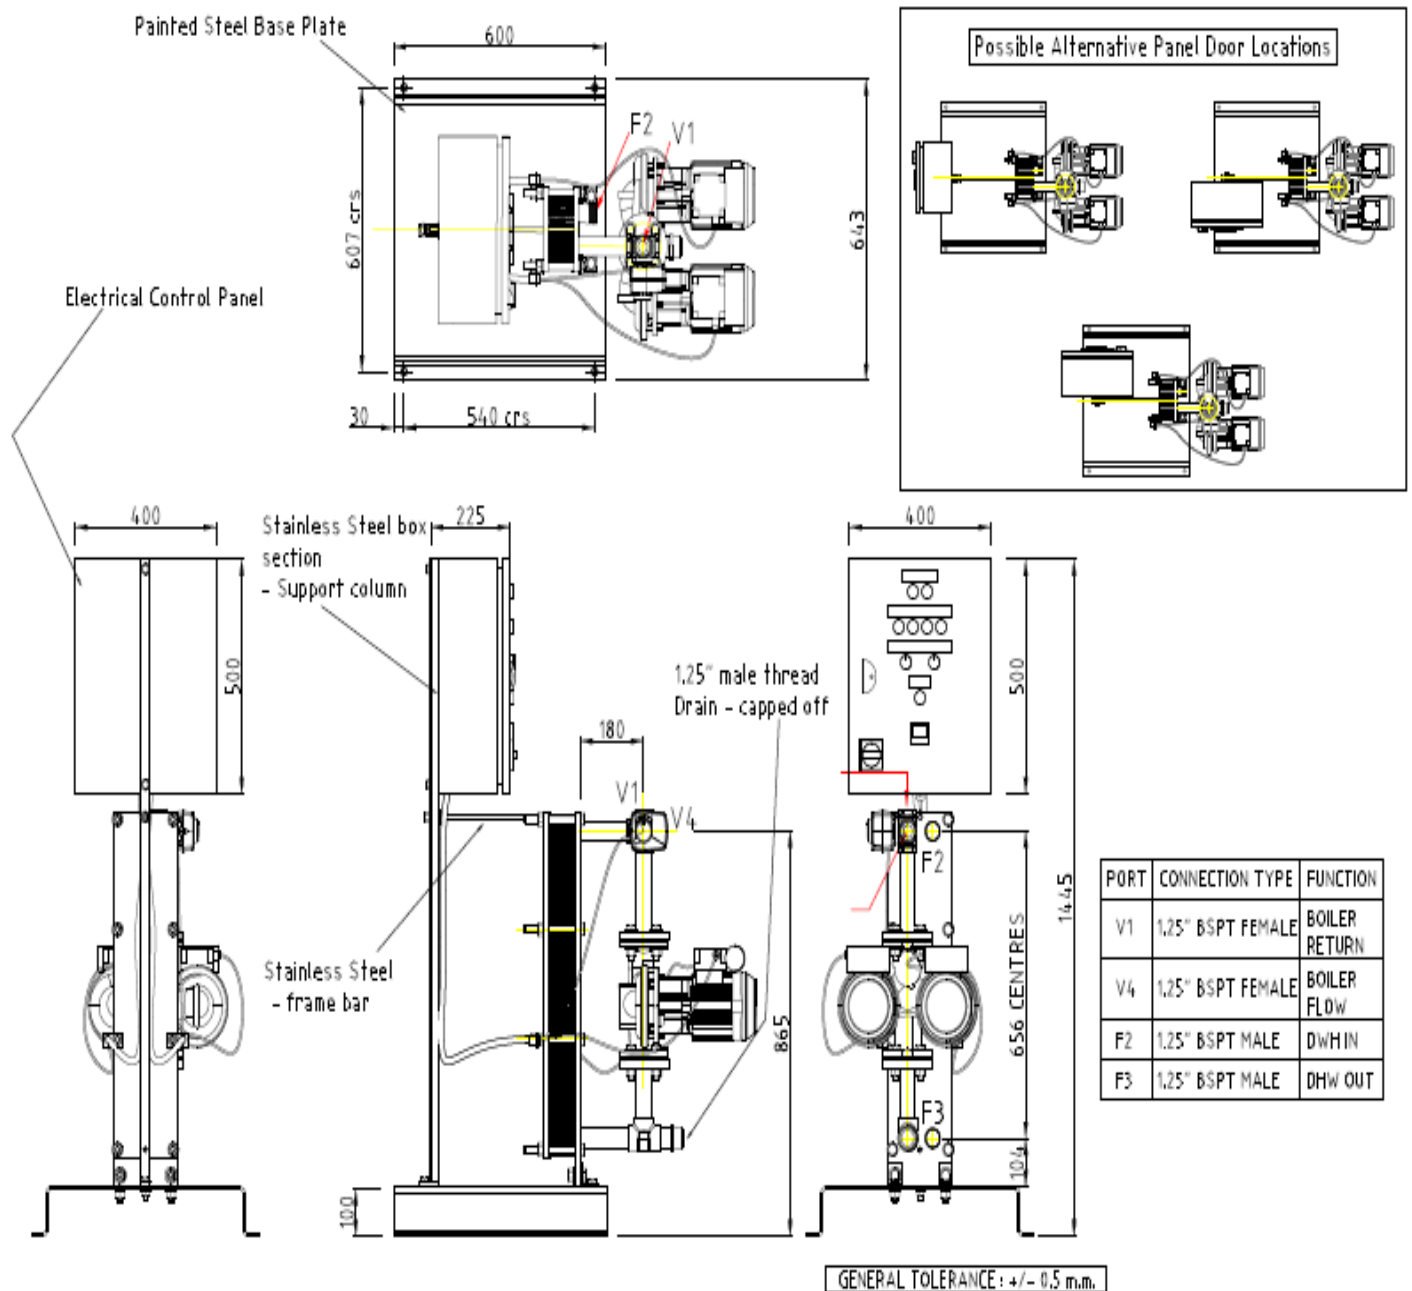 Painted Steel Base Plate
600
Possible Alternative Panel Door Locations
F2
V1
607 crs
643
Electrical Control Panel
30
540 crs
400
Stainless Steel box
section
- Support column
225
400
500
1.25" male thread
Drain - capped off
180
V1
V4
500
F2
1445
656 CENTRES
865
Stainless Steel
- frame bar
F3
104
100
PORT CONNECTION TYPE FUNCTION
V1 1.25" BSPT FEMALE BOILER
RETURN
V4 1.25" BSPT FEMALE BOILER
FLOW
F2 1.25" BSPT MALE DWH IN
F3 1.25" BSPT MALE DHW OUT
GENERAL TOLERANCE : +/- 0.5 m.m.